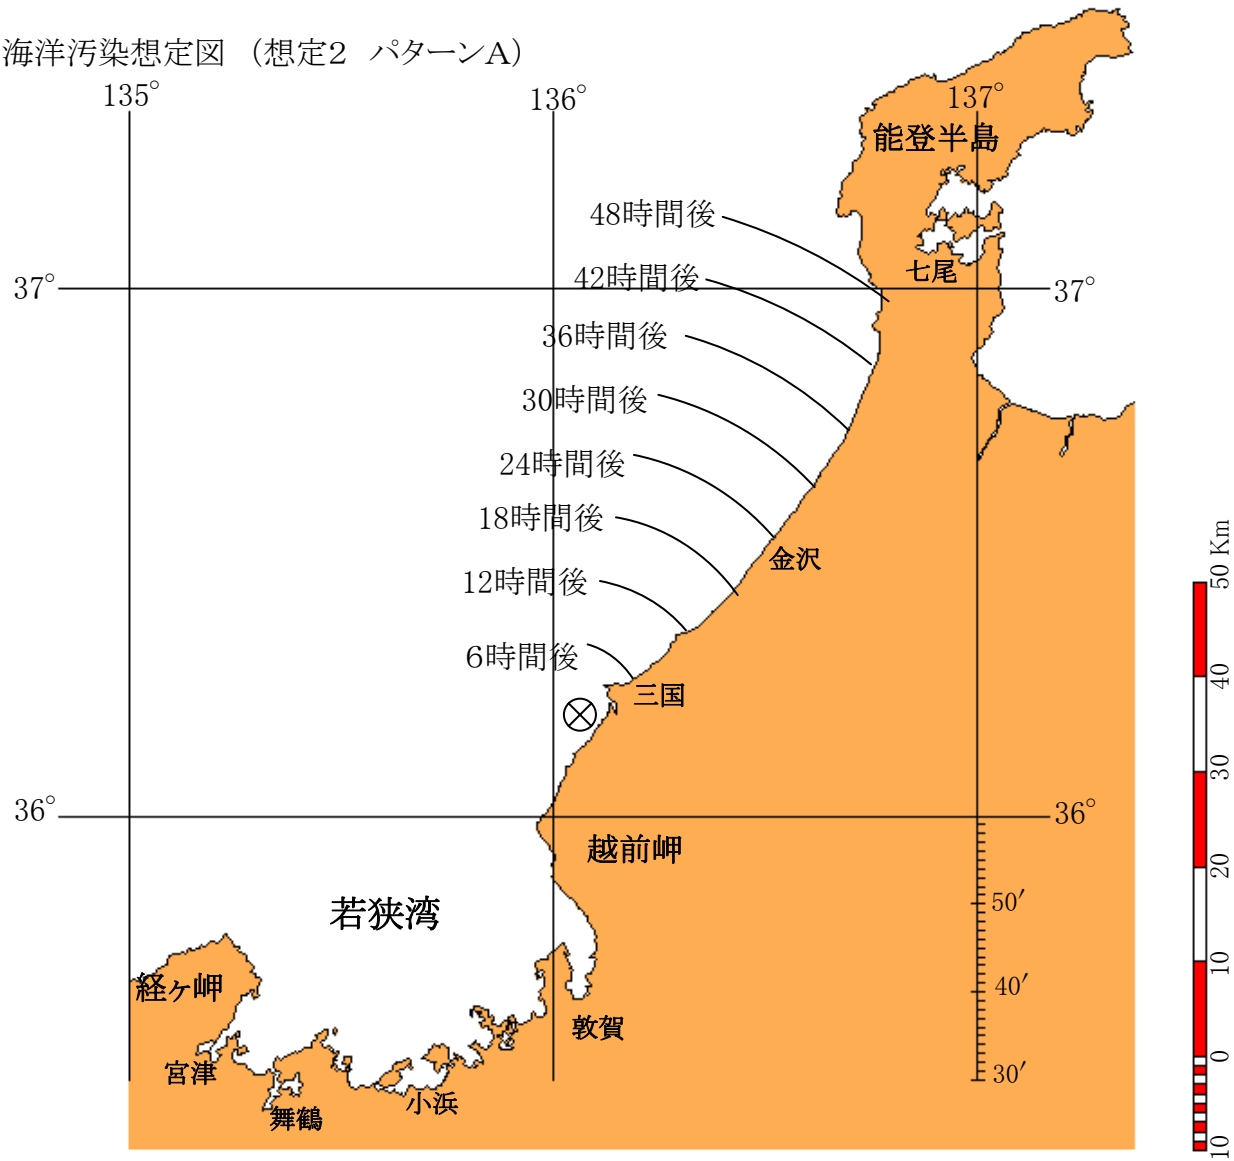 海洋汚染想定図 （想定２ パターンＡ）
135°
136°
137°
能登半島
48時間後
七尾
42時間後
37°
37°
36時間後
30時間後
24時間後
18時間後
金沢
12時間後
６時間後
三国
36°
36°
越前岬
若狭湾
50′
40′
30′
経ヶ岬
敦賀
宮津
小浜
舞鶴
50 Km
40
30
20
10
0
10